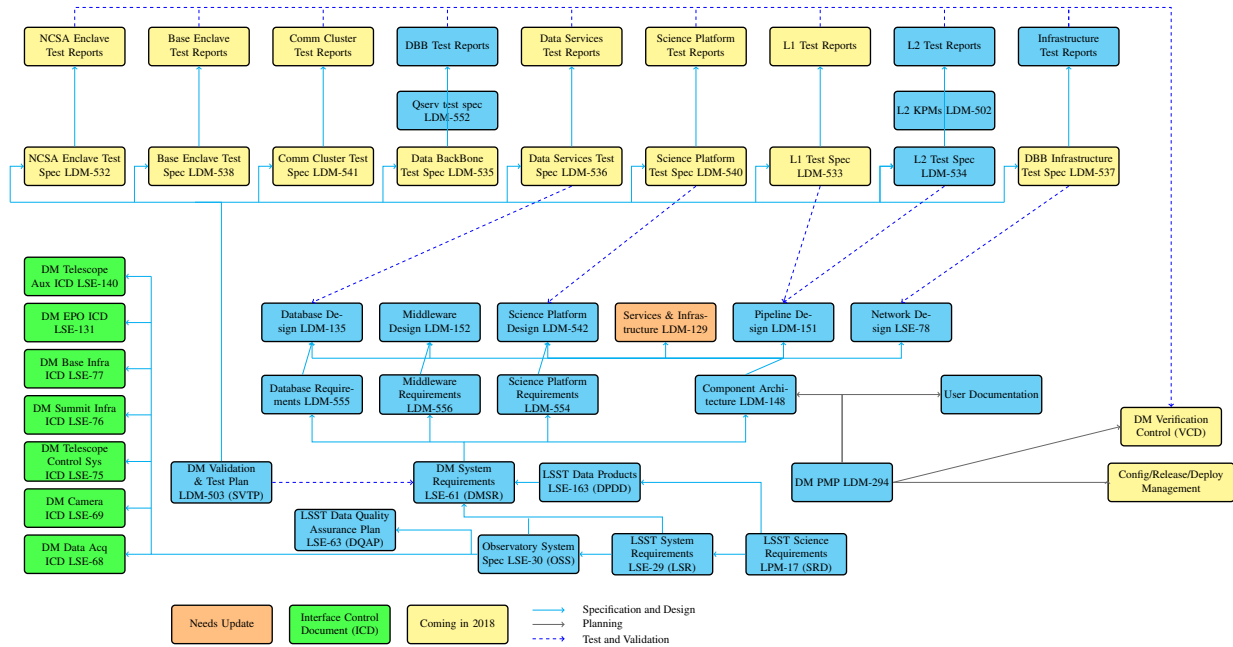 NCSA Enclave
Test Reports
Base Enclave
Test Reports
Comm Cluster
Test Reports
DBB Test Reports
Data Services
Test Reports
Science Platform
Test Reports
L1 Test Reports
L2 Test Reports
Infrastructure
Test Reports
Qserv test spec
LDM-552
L2 KPMs LDM-502
NCSA Enclave Test
Spec LDM-532
Base Enclave Test
Spec LDM-538
Comm Cluster Test
Spec LDM-541
Data BackBone
Test Spec LDM-535
Data Services Test
Spec LDM-536
Science Platform
Test Spec LDM-540
L1 Test Spec
LDM-533
L2 Test Spec
LDM-534
DBB Infrastructure
Test Spec LDM-537
DM Telescope
Aux ICD LSE-140
DM EPO ICD
LSE-131
DM Base Infra
ICD LSE-77
DM Summit Infra
ICD LSE-76
DM Telescope
Control Sys
ICD LSE-75
DM Camera
ICD LSE-69
DM Data Acq
ICD LSE-68
Database De-
sign LDM-135
Middleware
Design LDM-152
Science Platform
Design LDM-542
Services & Infras-
tructure LDM-129
Pipeline De-
sign LDM-151
Network De-
sign LSE-78
Database Require-
ments LDM-555
Middleware
Requirements
LDM-556
Science Platform
Requirements
LDM-554
Component Archi-
tecture LDM-148
User Documentation
DM Verification
Control (VCD)
DM Validation
& Test Plan
LDM-503 (SVTP)
DM System
Requirements
LSE-61 (DMSR)
LSST Data Products
LSE-163 (DPDD)
DM PMP LDM-294
Config/Release/Deploy
Management
LSST Data Quality
Assurance Plan
LSE-63 (DQAP)
Observatory System
Spec LSE-30 (OSS)
LSST System
Requirements
LSE-29 (LSR)
LSST Science
Requirements
LPM-17 (SRD)
Needs Update
Interface Control
Document (ICD)
Coming in 2018
Specification and Design
Planning
Test and Validation